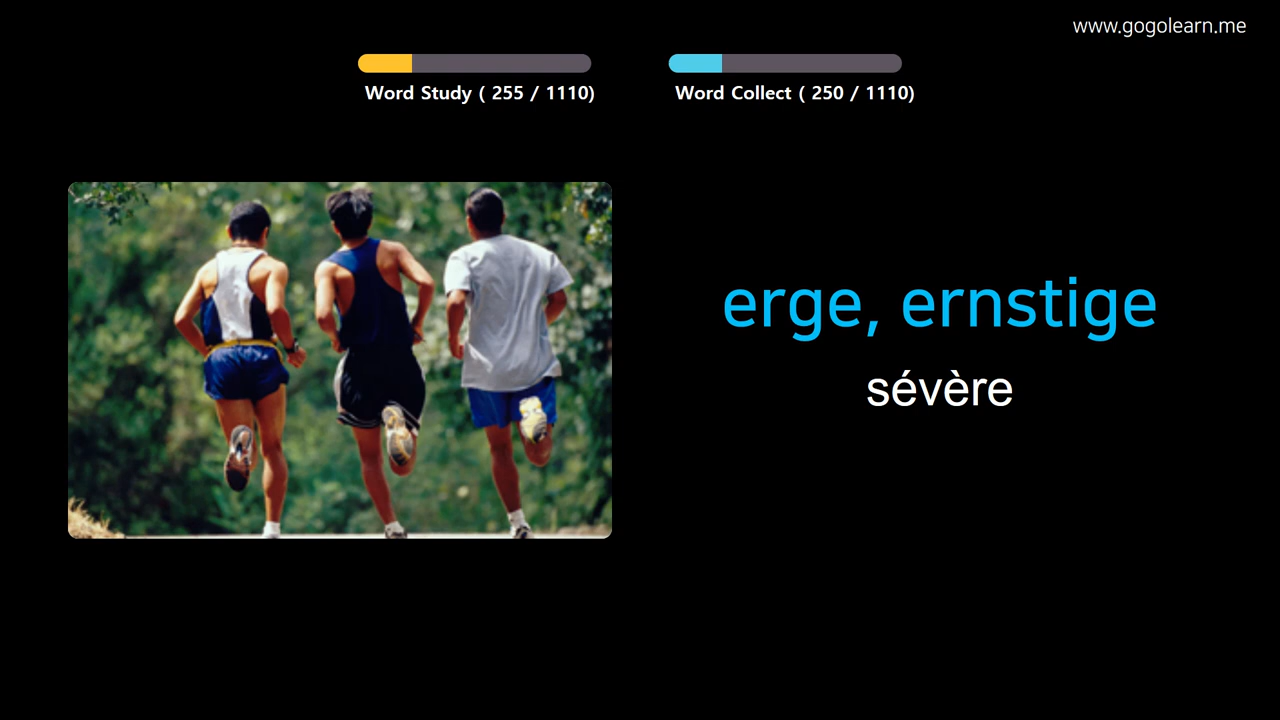 www.gogolearn.me
Word Study ( 255 / 1110)
Word Collect ( 250 / 1110)
erge, ernstige
sévère